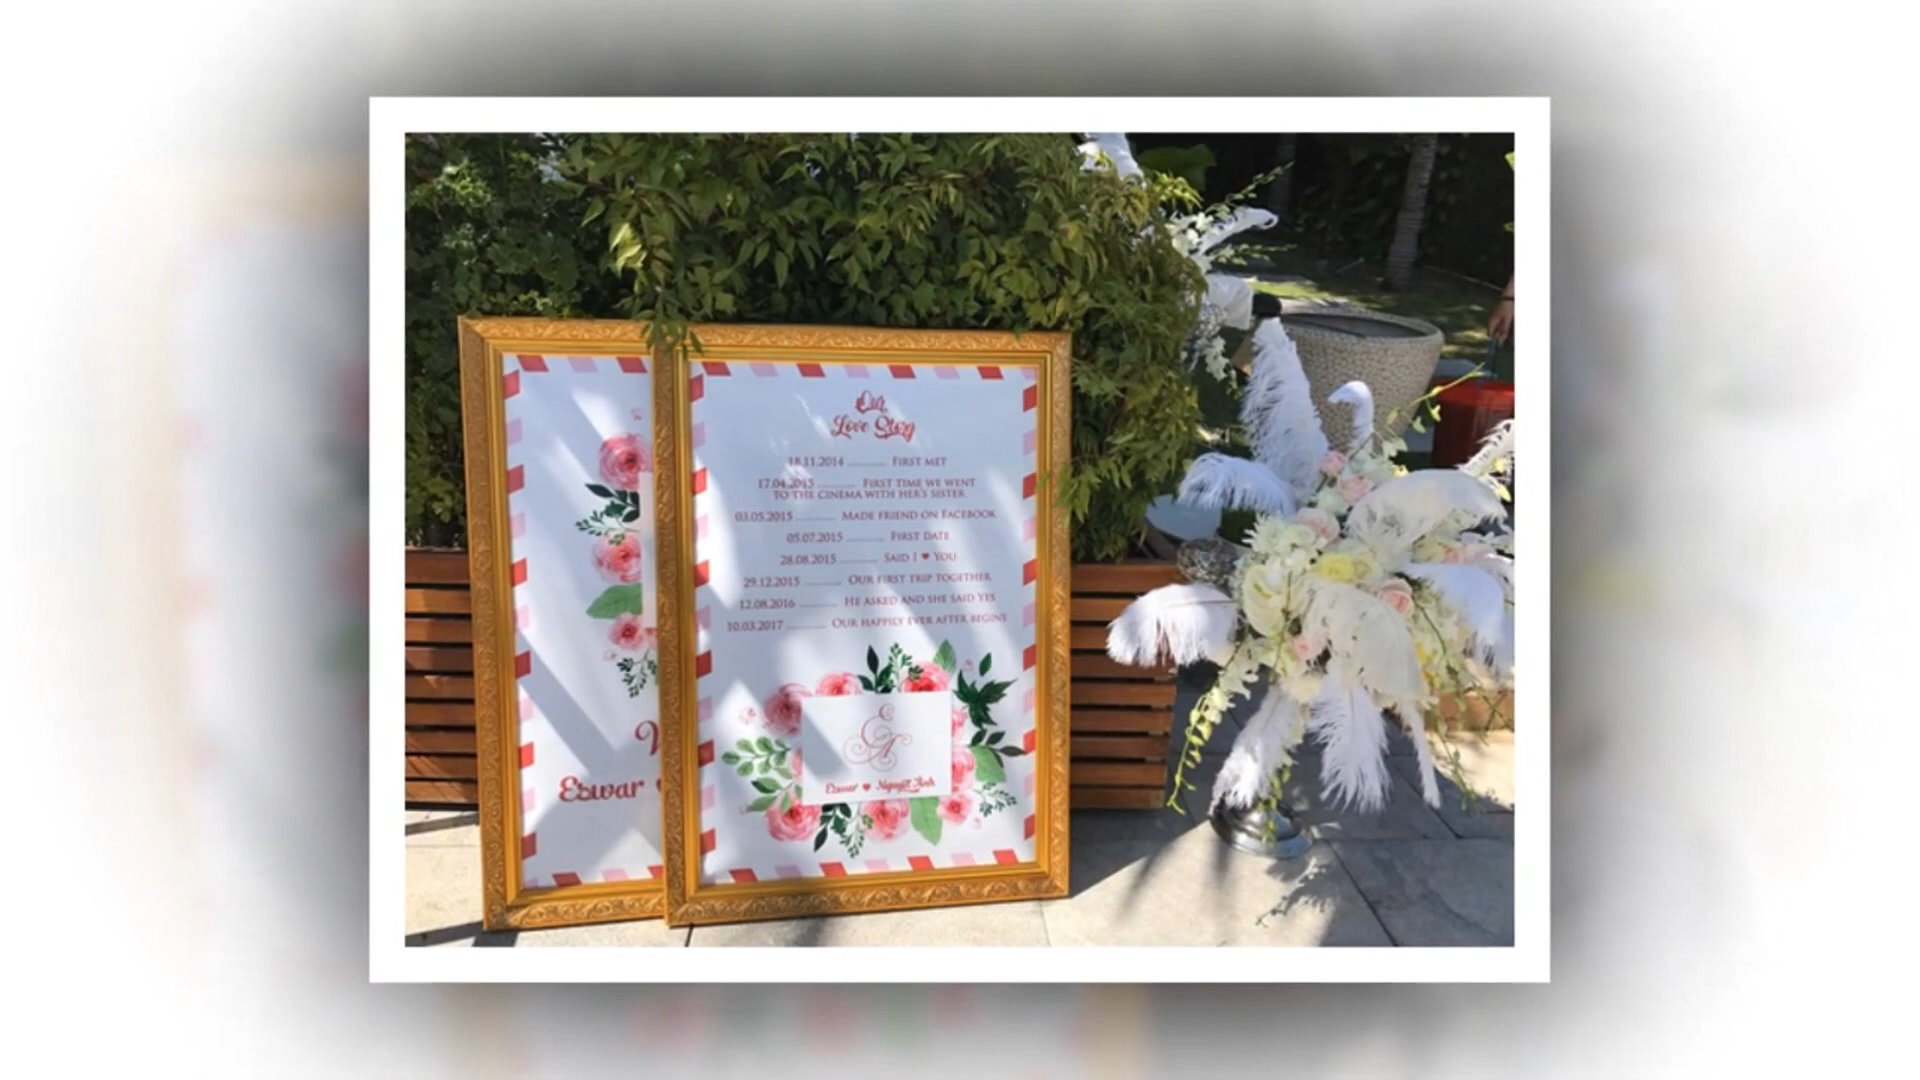 Our
Love Story
18.11.2014 ............ First met
17.04.2015 ............ First time we went
to the cinema with her's sister
03.05.2015 ............ Made friend on Facebook
05.07.2015 ............ First date
28.08.2015 ............ Said I ♥ You
29.12.2015 ............ Our first trip together
12.08.2016 ............ He asked and she said Yes
10.03.2017 ............ Our happily ever after begins
EA
Eswar ♥ Nguyệt Ánh
W
Eswar ♥